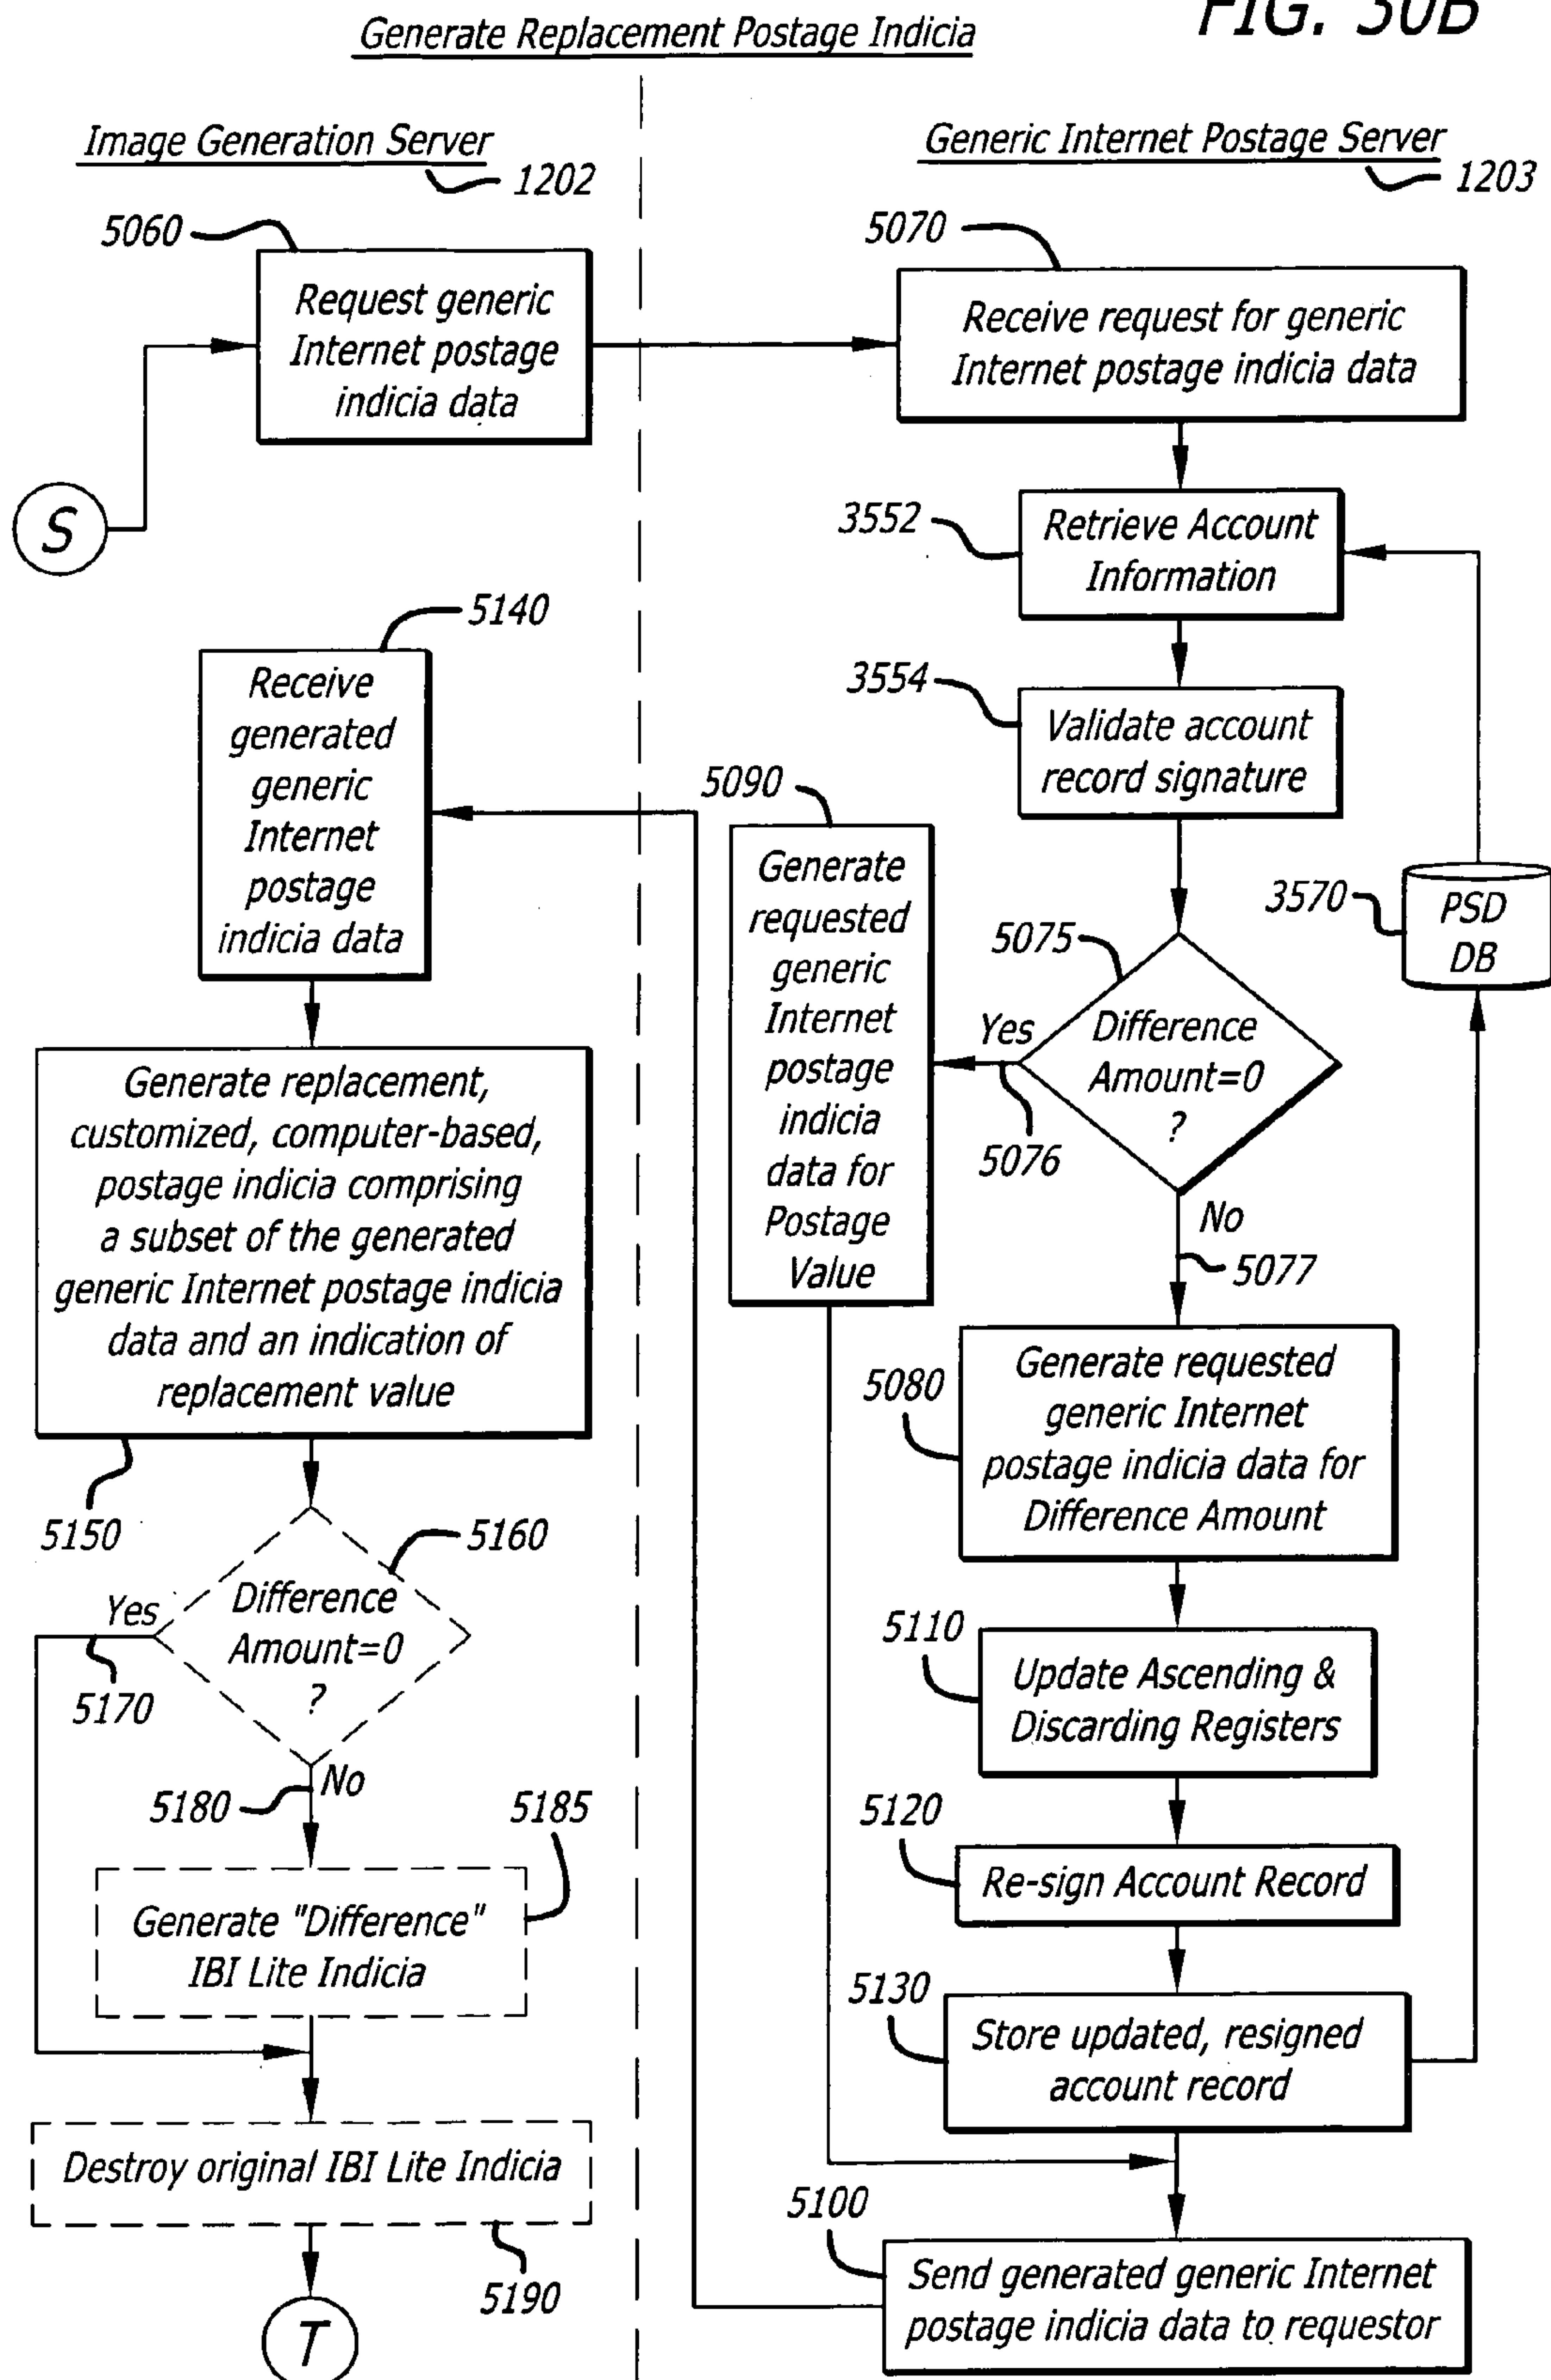 FIG. 30B
Generate Replacement Postage Indicia
Image Generation Server
1202
Generic Internet Postage Server
1203
5060
Request generic
Internet postage
indicia data
S
5070
Receive request for generic
Internet postage indicia data
3552
Retrieve Account
Information
3554
Validate account
record signature
3570
PSD
DB
5075
Difference
Amount=0
?
Yes
5076
No
5077
5090
Generate
requested
generic
Internet
postage
indicia
data for
Postage
Value
5080
Generate requested
generic Internet
postage indicia data for
Difference Amount
5110
Update Ascending &
Discarding Registers
5120
Re-sign Account Record
5130
Store updated, resigned
account record
5100
Send generated generic Internet
postage indicia data to requestor
5140
Receive
generated
generic
Internet
postage
indicia data
Generate replacement,
customized, computer-based,
postage indicia comprising
a subset of the generated
generic Internet postage indicia
data and an indication of
replacement value
5150
5160
Difference
Amount=0
?
Yes
5170
No
5180
5185
Generate "Difference"
IBI Lite Indicia
Destroy original IBI Lite Indicia
5190
T